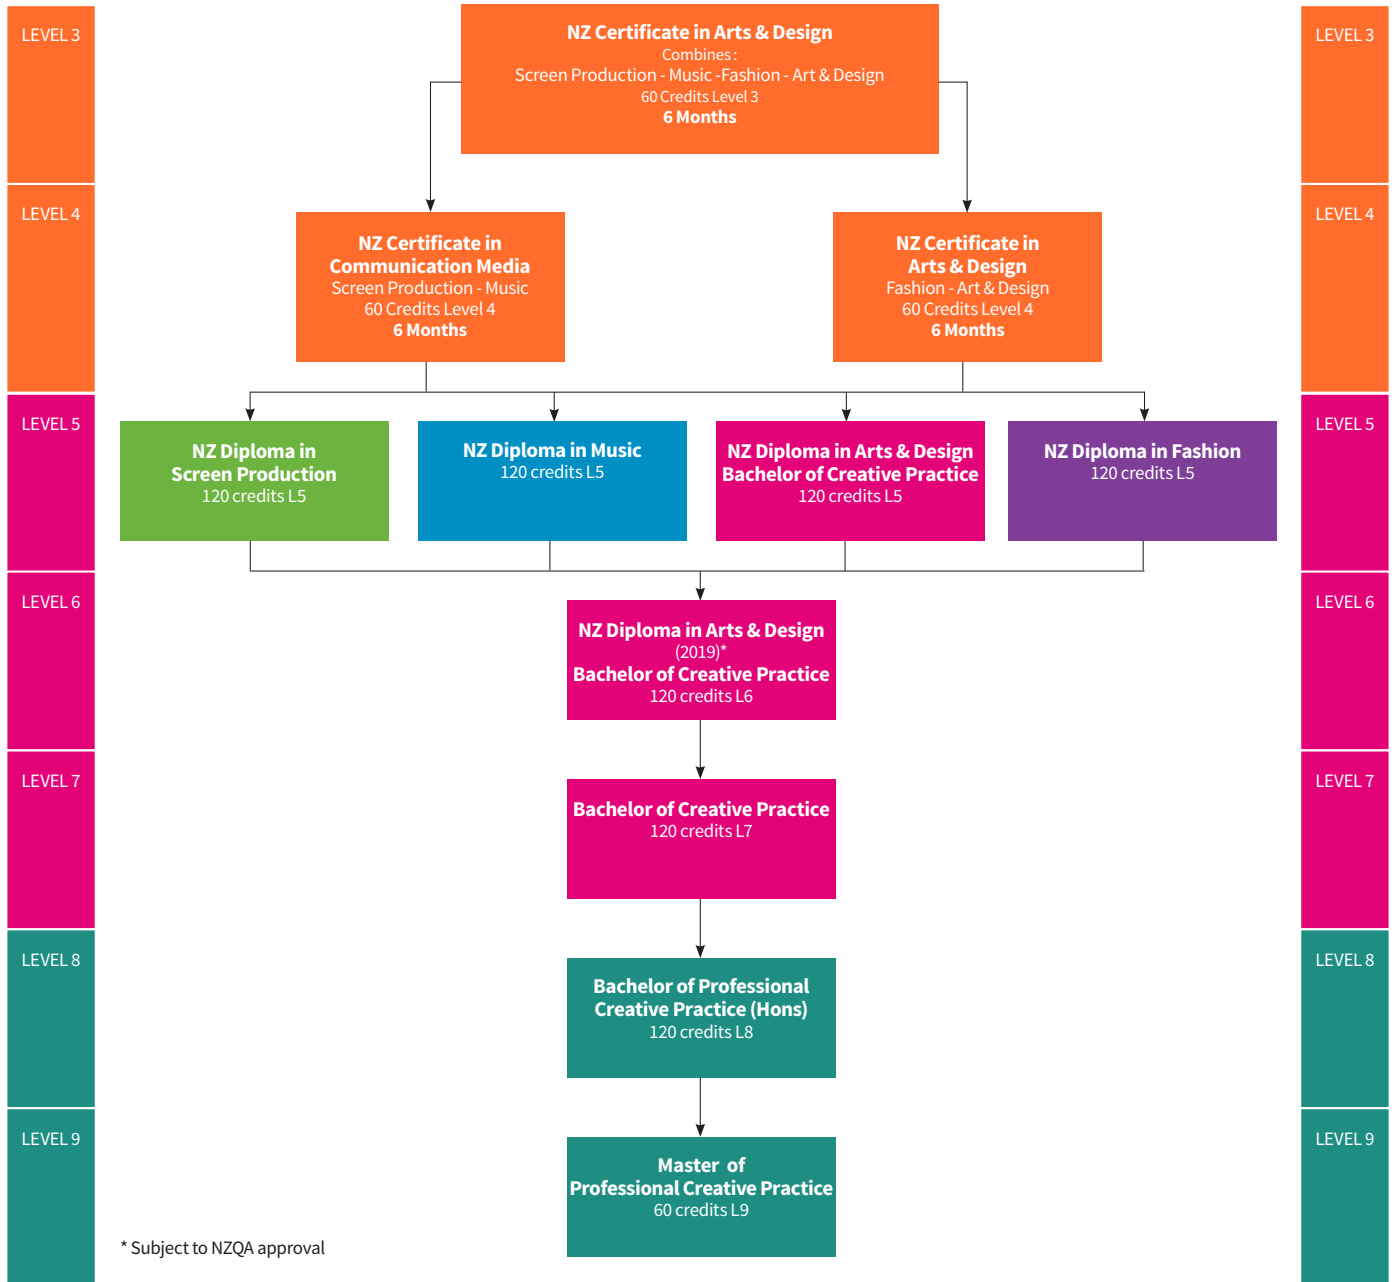 LEVEL 3
NZ Certificate in Arts & Design
Combines :
Screen Production - Music -Fashion - Art & Design
60 Credits Level 3
6 Months
LEVEL 3
LEVEL 4
NZ Certificate in
Communication Media
Screen Production - Music
60 Credits Level 4
6 Months
NZ Certificate in
Arts & Design
Fashion - Art & Design
60 Credits Level 4
6 Months
LEVEL 4
LEVEL 5
NZ Diploma in
Screen Production
120 credits L5
NZ Diploma in Music
120 credits L5
NZ Diploma in Arts & Design
Bachelor of Creative Practice
120 credits L5
NZ Diploma in Fashion
120 credits L5
LEVEL 5
LEVEL 6
NZ Diploma in Arts & Design
(2019)*
Bachelor of Creative Practice
120 credits L6
LEVEL 6
LEVEL 7
Bachelor of Creative Practice
120 credits L7
LEVEL 7
LEVEL 8
Bachelor of Professional
Creative Practice (Hons)
120 credits L8
LEVEL 8
LEVEL 9
Master of
Professional Creative Practice
60 credits L9
LEVEL 9
* Subject to NZQA approval